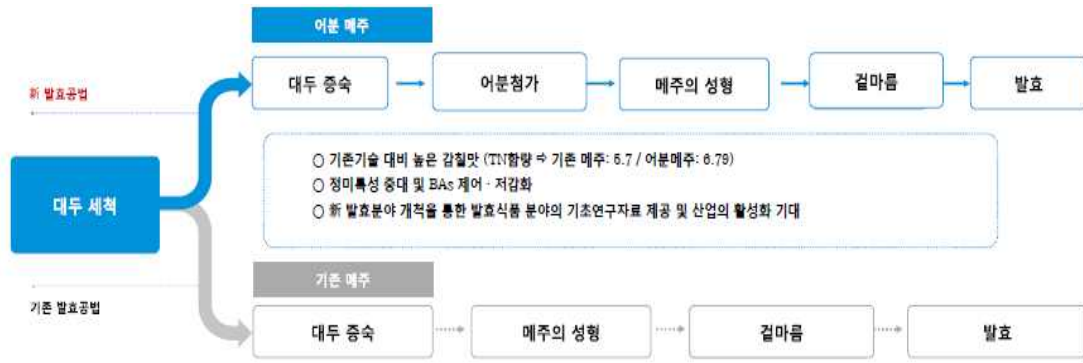 어분 메주
대두 증숙
어분첨가
메주의 성형
겉마름
발효
新 발효공법
대두 세척
○ 기존기술 대비 높은 감칠맛 (TN함량 ⇨ 기존 메주: 5.7 / 어분메주: 6.79)
○ 정미특성 증대 및 BAs 제어 · 저감화
○ 新 발효분야 개척을 통한 발효식품 분야의 기초연구자료 제공 및 산업의 활성화 기대
기존 메주
기존 발효공법
대두 증숙
메주의 성형
겉마름
발효